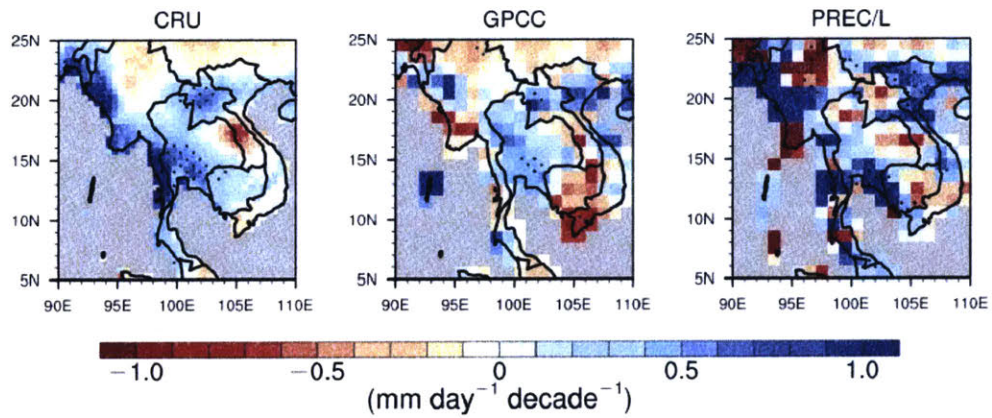 CRU GPCC PREC/L
25N 25N 25N
20N 20N 20N
15N 15N 15N
10N 10N 10N
5N 5N 5N
90E 95E 100E 105E 110E 90E 95E 100E 105E 110E 90E 95E 100E 105E 110E
−1.0 −0.5 0 0.5 1.0
(mm day⁻¹ decade⁻¹)